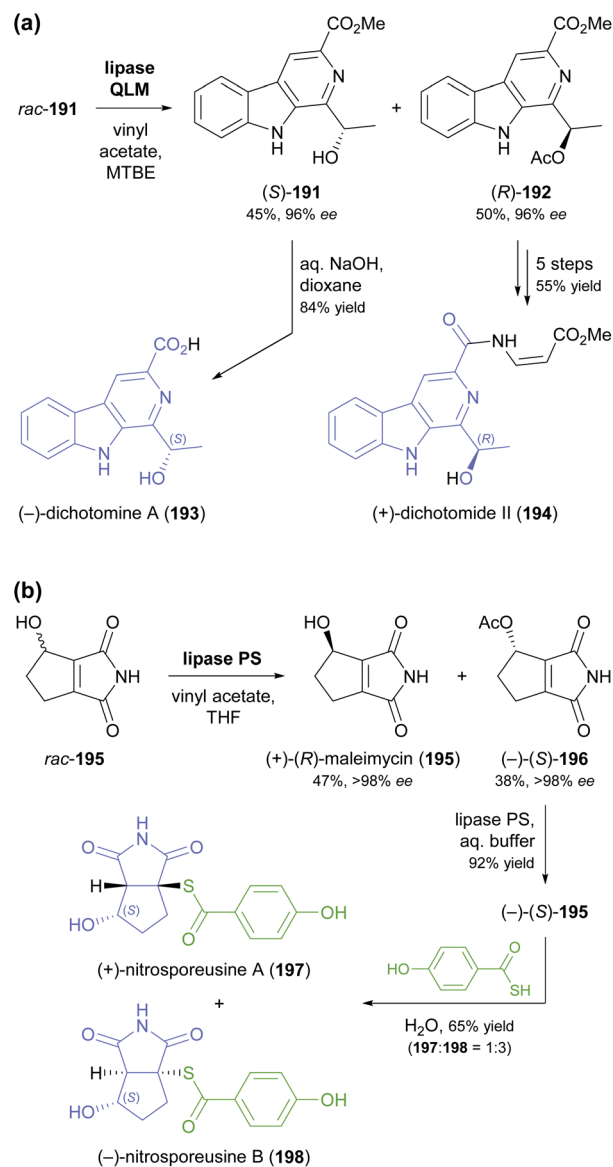 (a)
lipase
QLM
rac-191
vinyl
acetate,
MTBE
CO₂Me
N
N
H
HO
(S)-191
45%, 96% ee
+
CO₂Me
N
N
H
AcO
(R)-192
50%, 96% ee
aq. NaOH,
dioxane
84% yield
5 steps
55% yield
CO₂H
N
N
H
(S)
HO
(–)-dichotomine A (193)
O
NH
CO₂Me
N
N
H
(R)
HO
(+)-dichotomide II (194)
(b)
HO
O
NH
O
rac-195
lipase PS
vinyl acetate,
THF
HO
O
NH
O
(+)-(R)-maleimycin (195)
47%, >98% ee
+
AcO
O
NH
O
(–)-(S)-196
38%, >98% ee
lipase PS,
aq. buffer
92% yield
(–)-(S)-195
HO
O
SH
H₂O, 65% yield
(197:198 = 1:3)
H
N
O
O
H
S
(S)
HO
O
OH
(+)-nitrosporeusine A (197)
+
H
N
O
O
H
S
(S)
HO
O
OH
(–)-nitrosporeusine B (198)